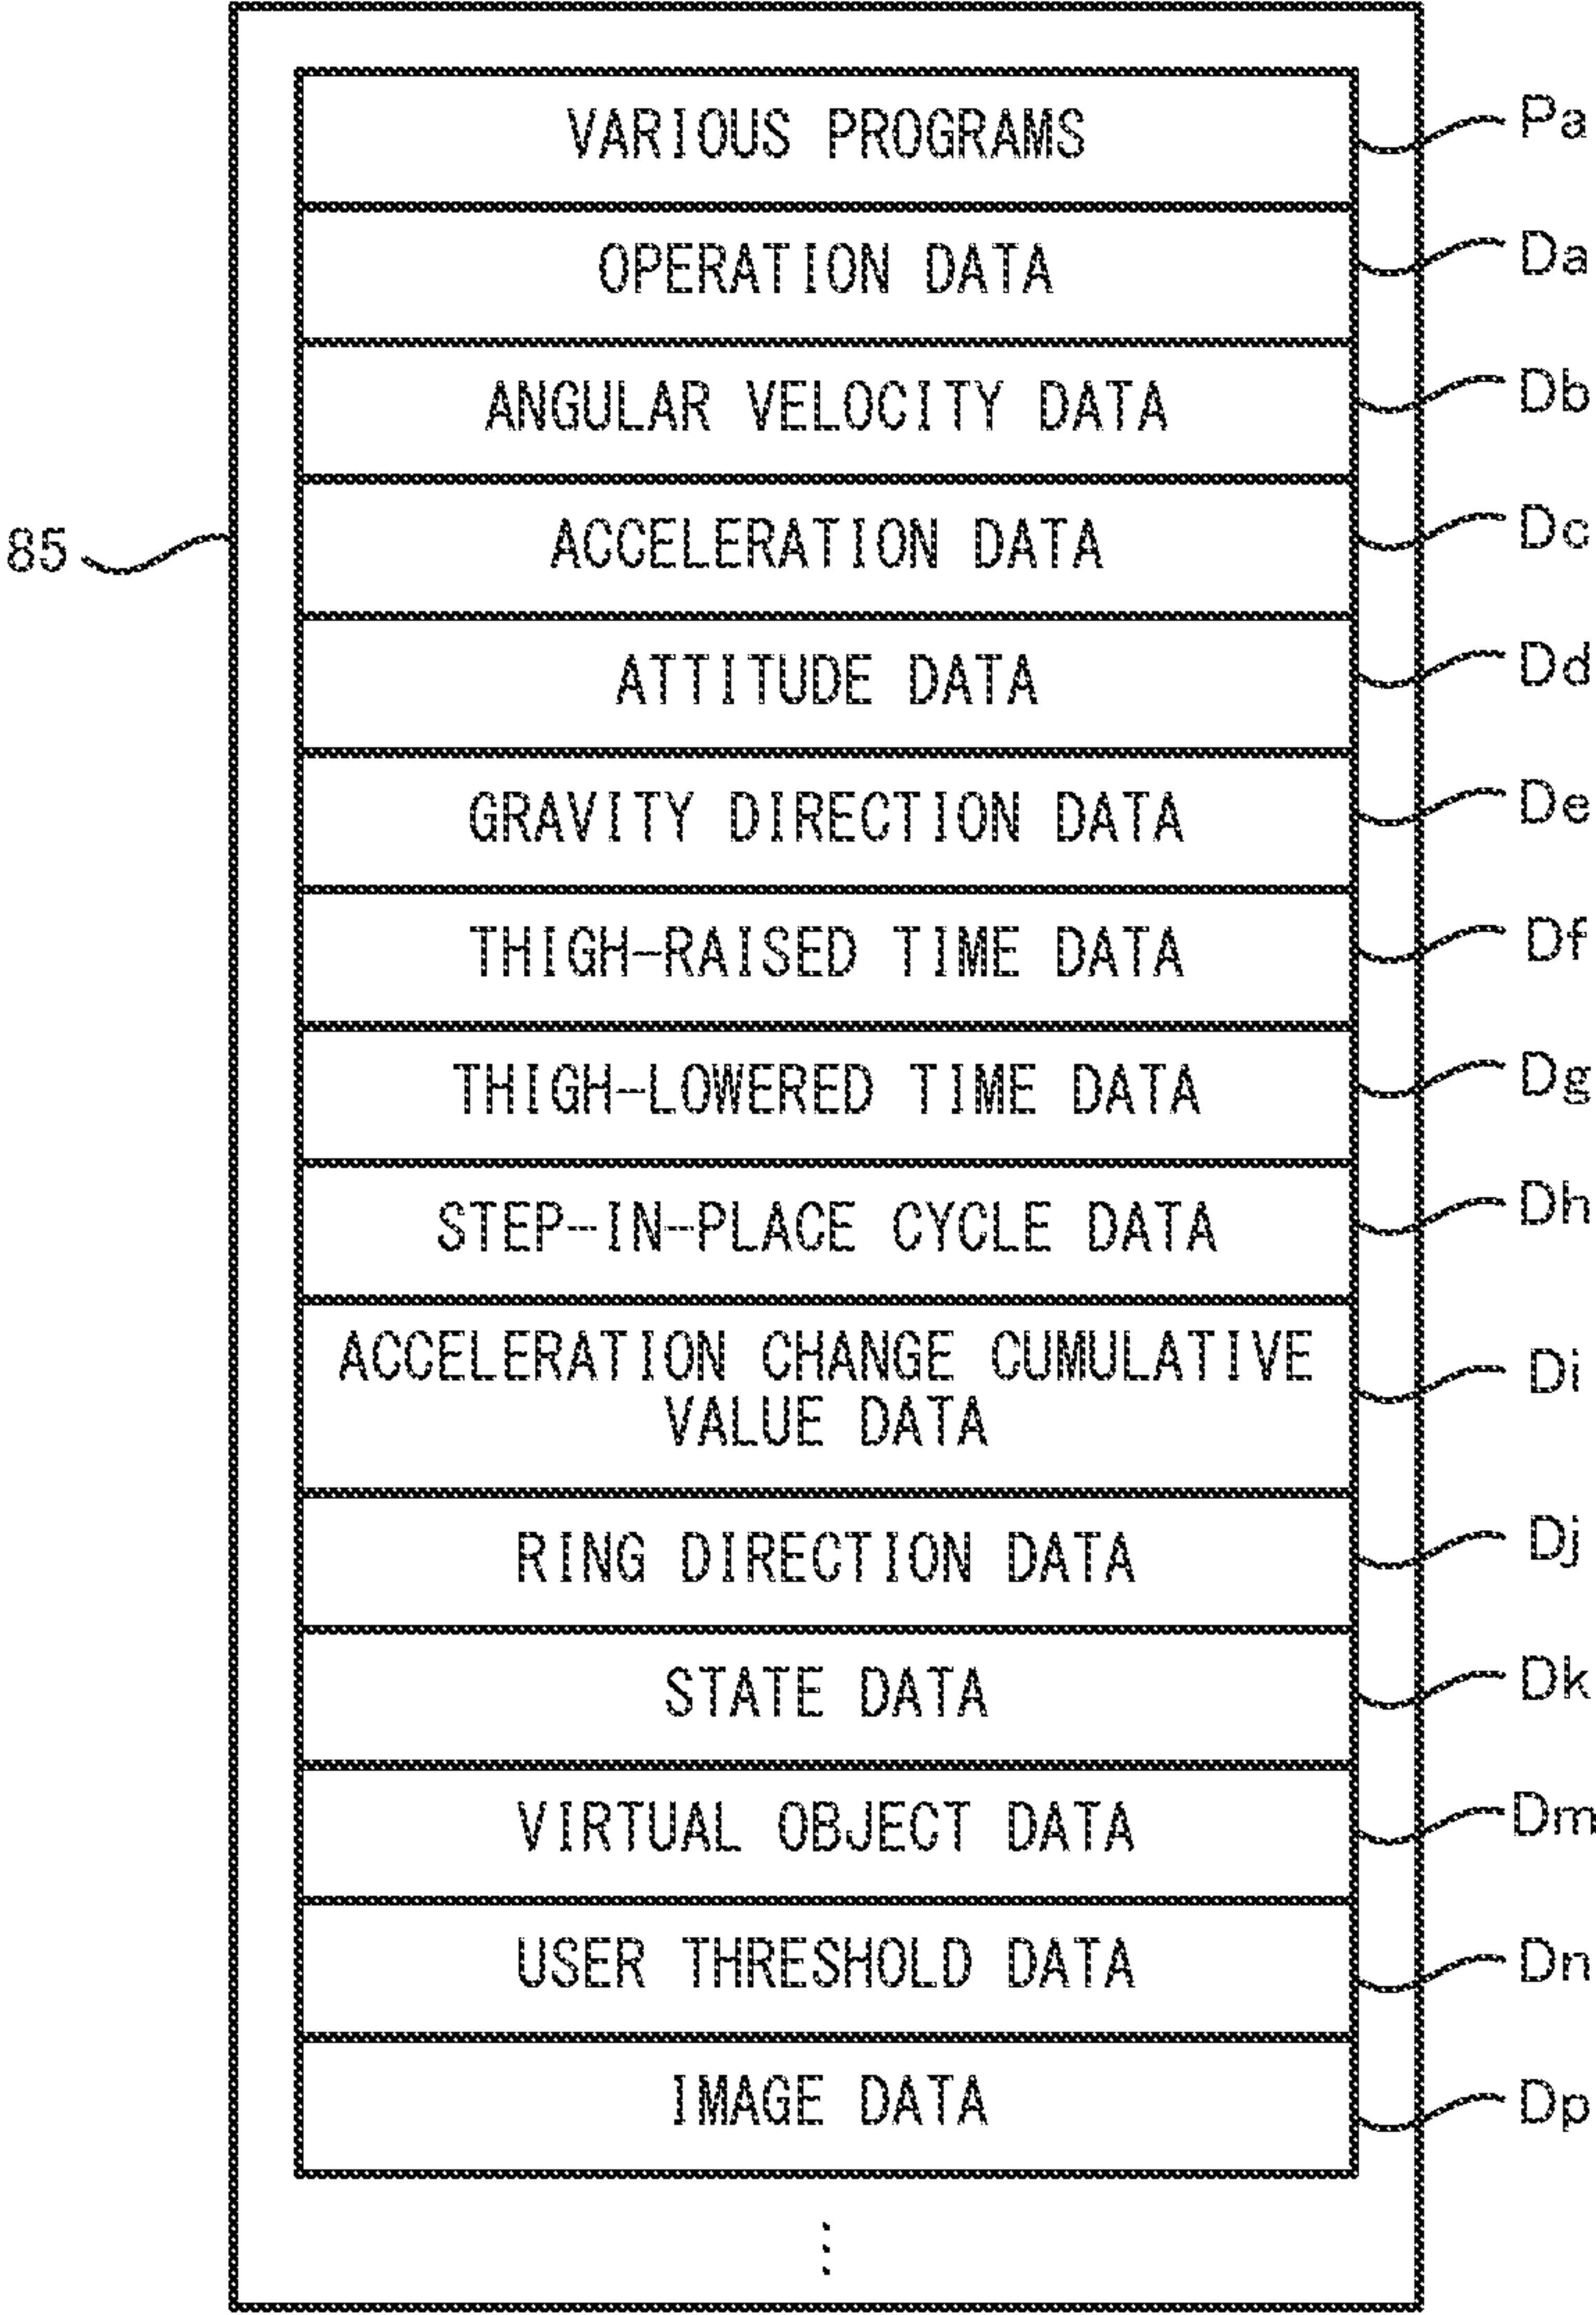 VARIOUS PROGRAMS Pa
OPERATION DATA Da
ANGULAR VELOCITY DATA Db
85
ACCELERATION DATA Dc
ATTITUDE DATA Dd
GRAVITY DIRECTION DATA De
THIGH-RAISED TIME DATA Df
THIGH-LOWERED TIME DATA Dg
STEP-IN-PLACE CYCLE DATA Dh
ACCELERATION CHANGE CUMULATIVE
VALUE DATA Di
RING DIRECTION DATA Dj
STATE DATA Dk
VIRTUAL OBJECT DATA Dm
USER THRESHOLD DATA Dn
IMAGE DATA Dp